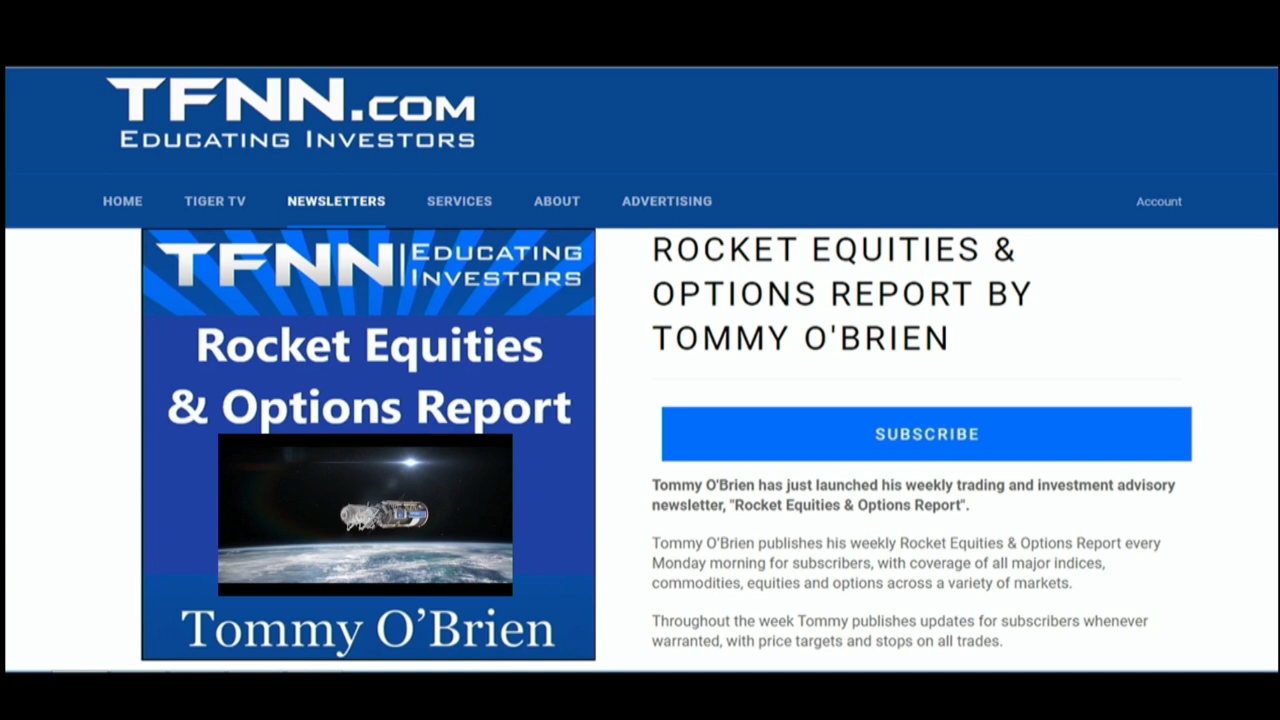 TFNN.COM
EDUCATING INVESTORS
HOME TIGER TV NEWSLETTERS SERVICES ABOUT ADVERTISING Account
TFNN EDUCATING
INVESTORS
Rocket Equities
& Options Report
Tommy O’Brien
ROCKET EQUITIES &
OPTIONS REPORT BY
TOMMY O'BRIEN
SUBSCRIBE
Tommy O'Brien has just launched his weekly trading and investment advisory
newsletter, "Rocket Equities & Options Report".
Tommy O’Brien publishes his weekly Rocket Equities & Options Report every
Monday morning for subscribers, with coverage of all major indices,
commodities, equities and options across a variety of markets.
Throughout the week Tommy publishes updates for subscribers whenever
warranted, with price targets and stops on all trades.